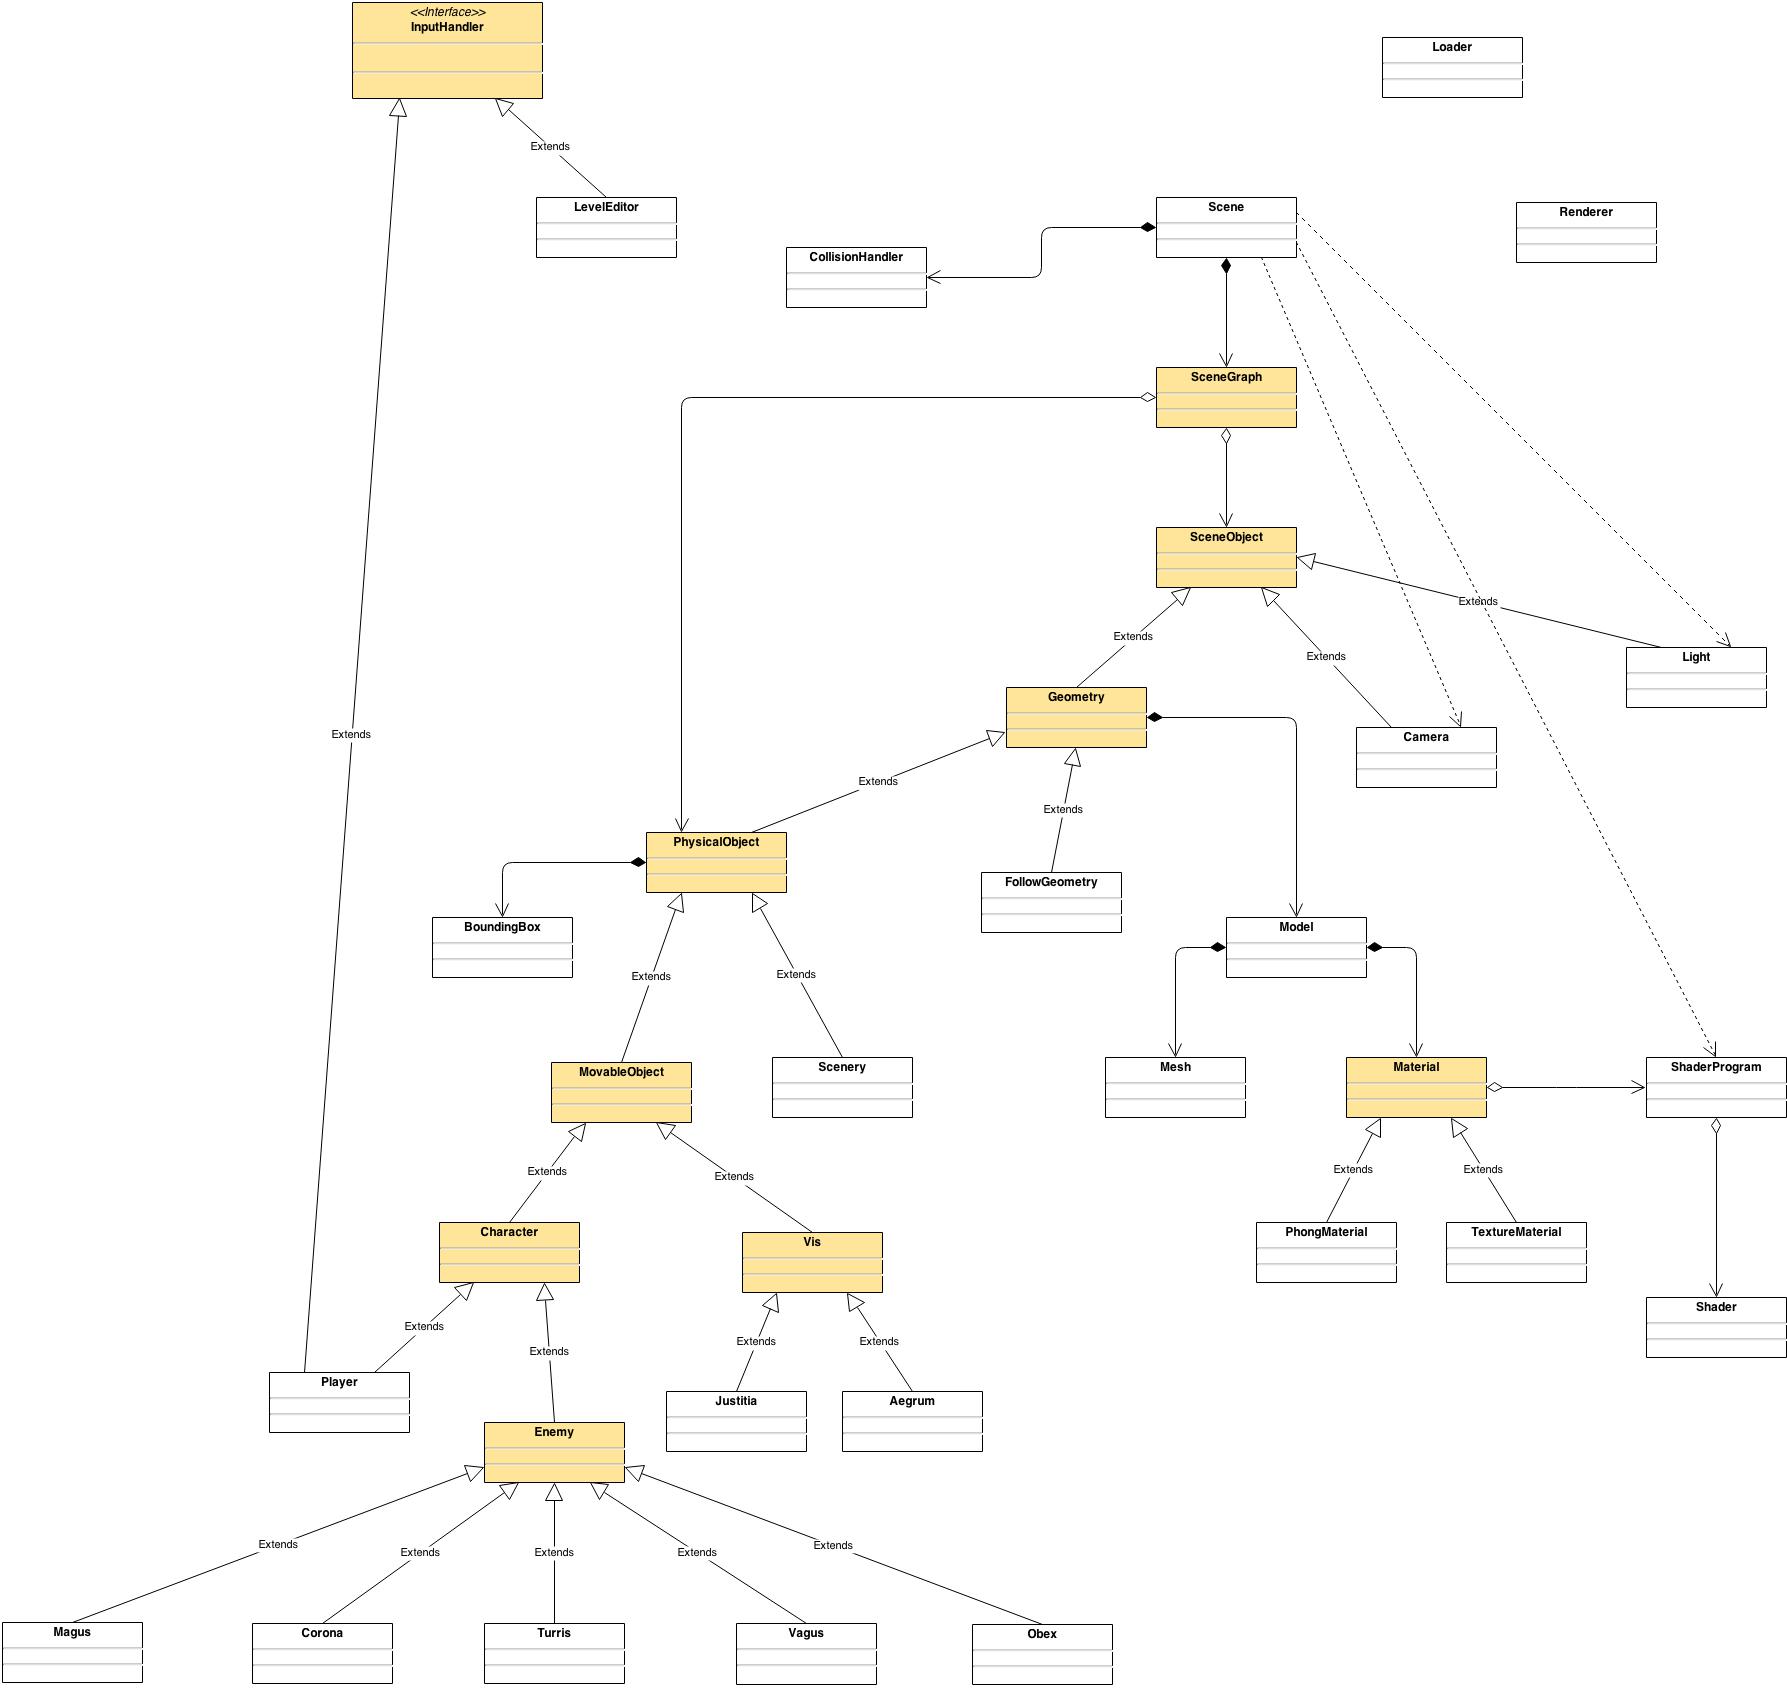 <<Interface>>
InputHandler
Loader
Extends
LevelEditor
Scene
Renderer
CollisionHandler
SceneGraph
SceneObject
Extends
Extends
Extends
Light
Geometry
Extends
Camera
Extends
Extends
PhysicalObject
FollowGeometry
BoundingBox
Model
Extends
Extends
MovableObject
Scenery
Mesh
Material
ShaderProgram
Extends
Extends
Extends
Extends
Character
Vis
PhongMaterial
TextureMaterial
Shader
Extends
Extends
Extends
Extends
Player
Justitia
Aegrum
Enemy
Extends
Extends
Extends
Extends
Extends
Magus
Corona
Turris
Vagus
Obex